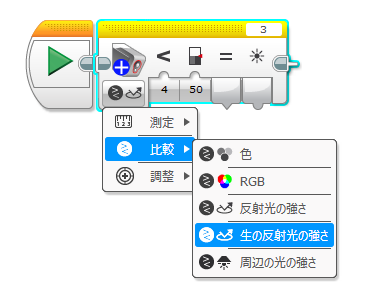 3
< = 
4 50
測定
比較
調整
色
RGB
反射光の強さ
生の反射光の強さ
周辺の光の強さ